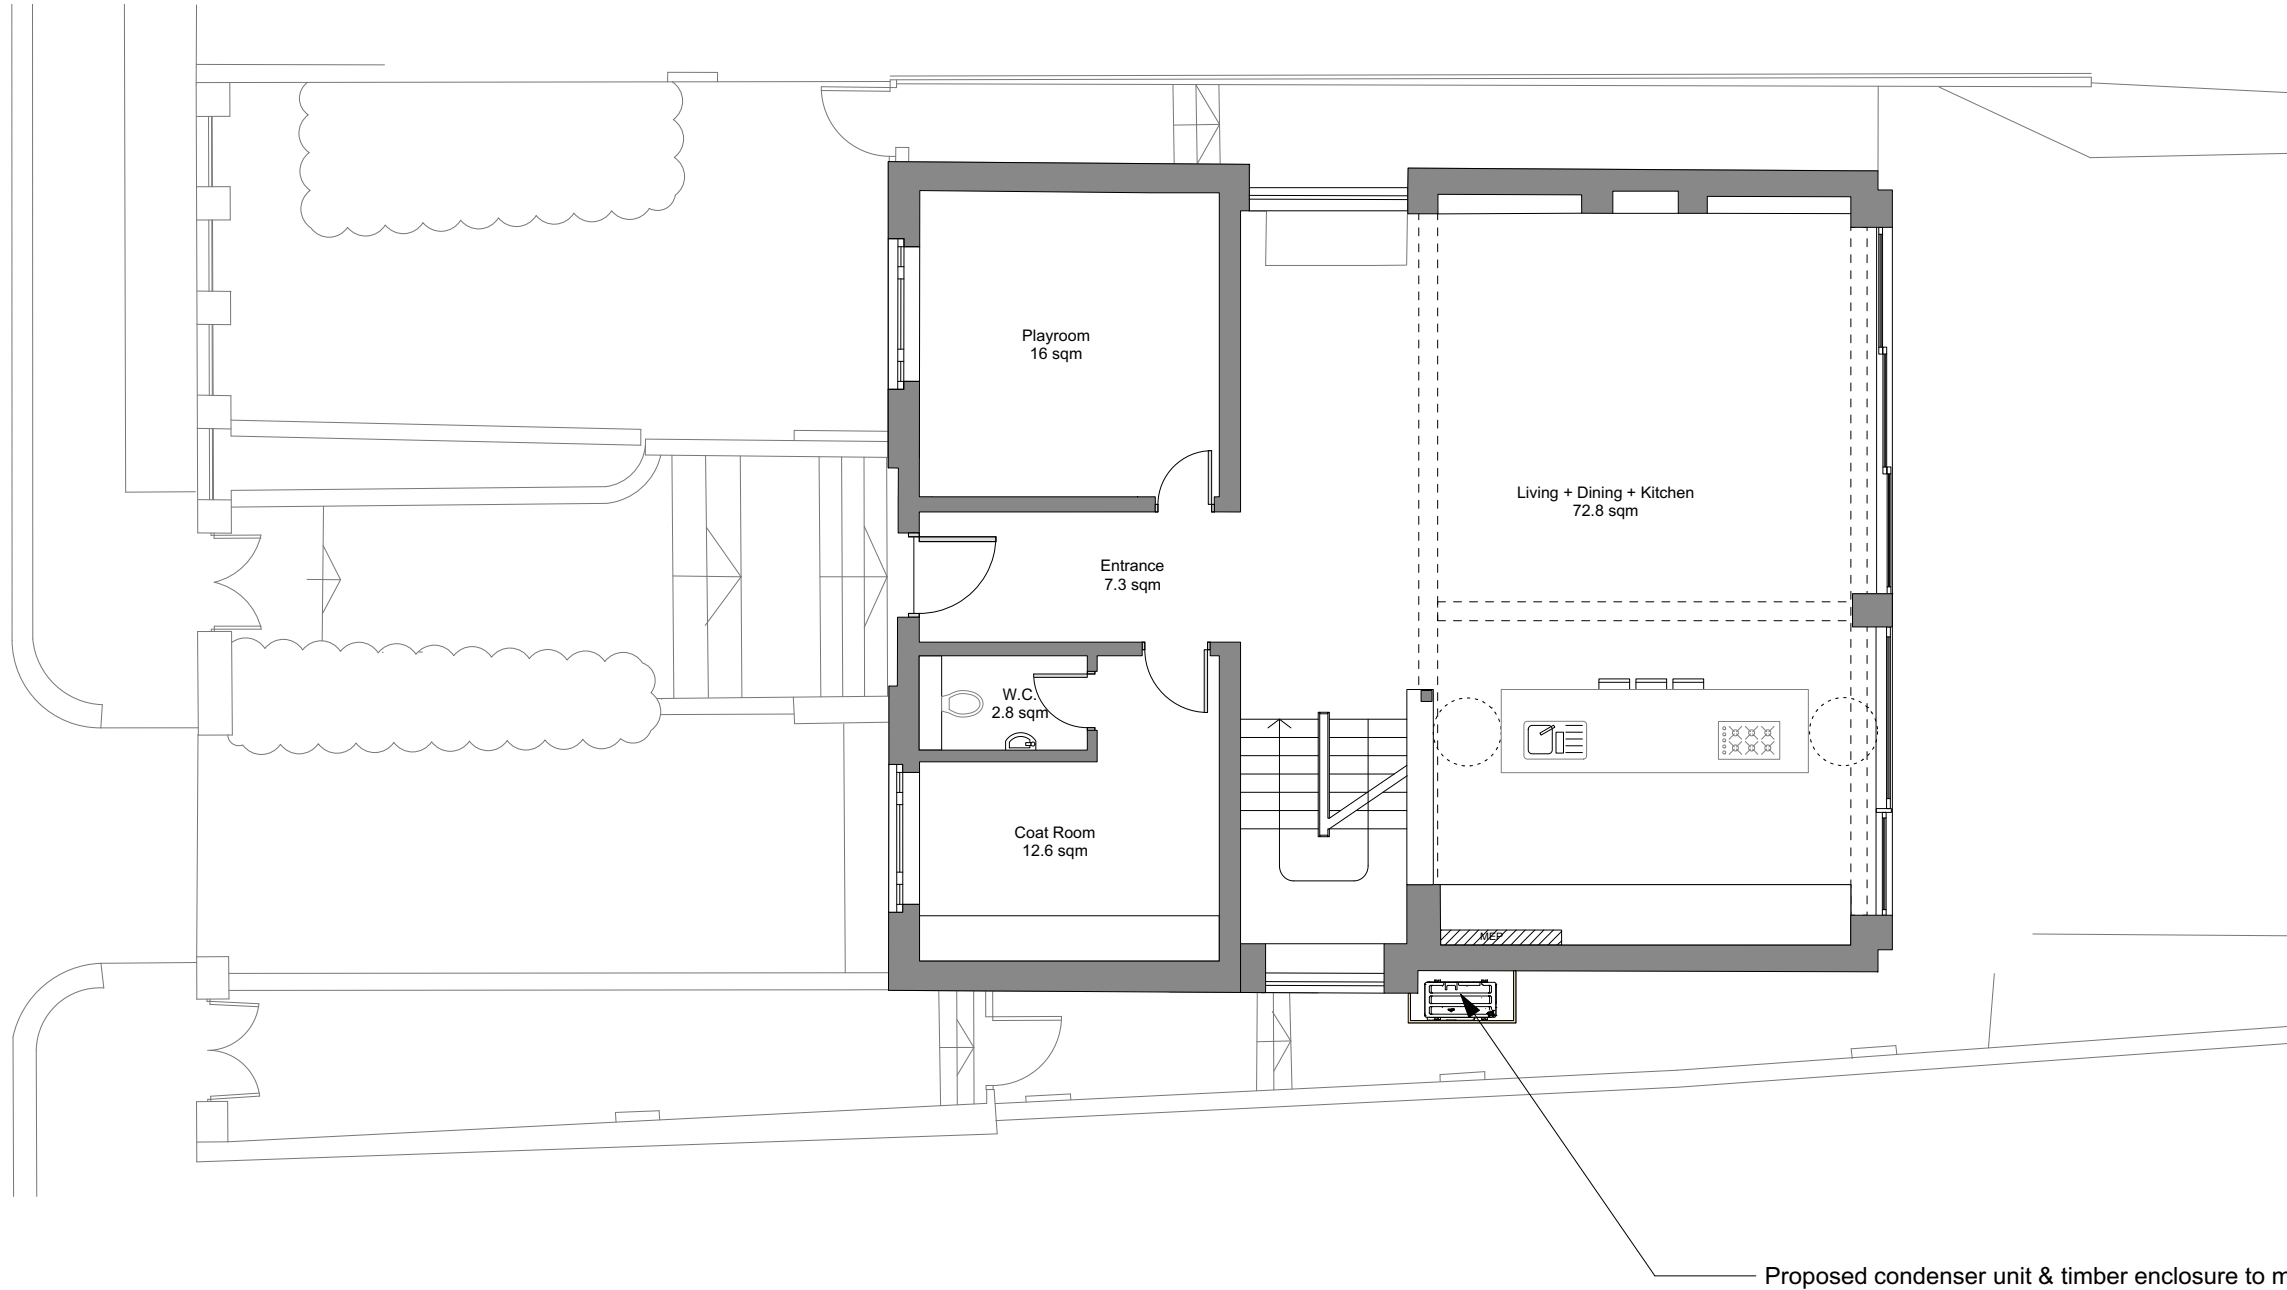 Playroom
16 sqm
Living + Dining + Kitchen
72.8 sqm
Entrance
7.3 sqm
W.C.
2.8 sqm
Coat Room
12.6 sqm
MEP
Proposed condenser unit & timber enclosure to m